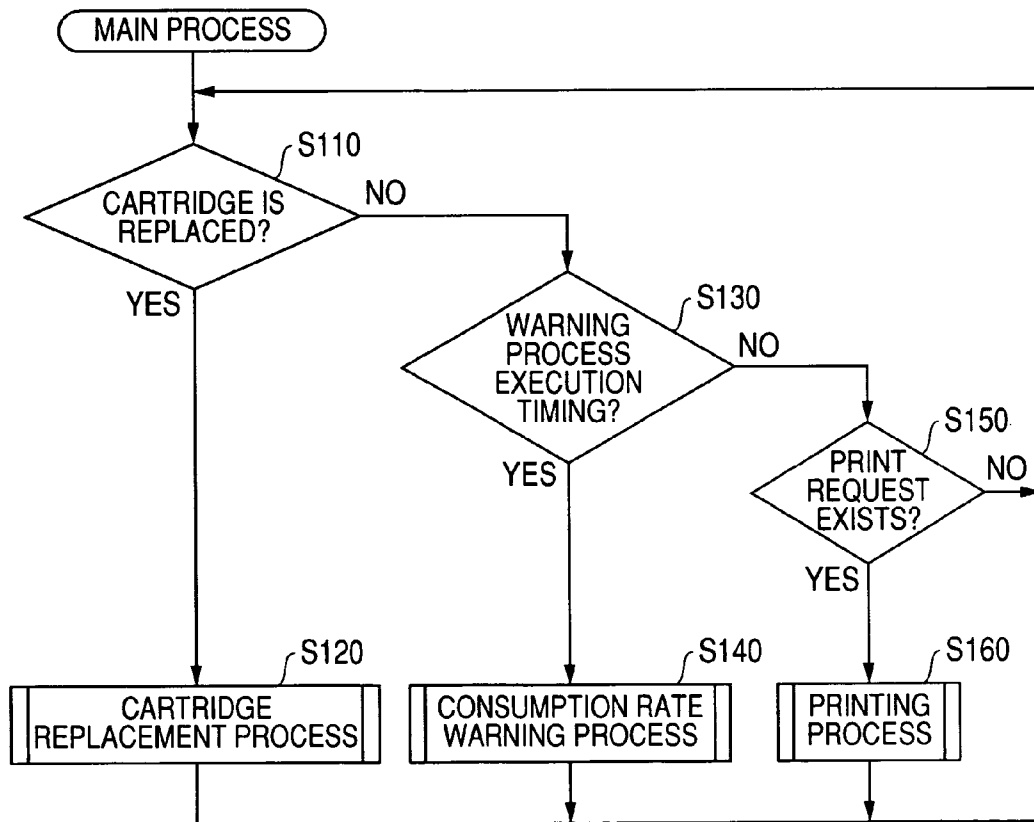 MAIN PROCESS
S110
CARTRIDGE IS
REPLACED?
NO
YES
S130
WARNING
PROCESS
EXECUTION
TIMING?
NO
YES
S150
PRINT
REQUEST
EXISTS?
NO
YES
S120
CARTRIDGE
REPLACEMENT PROCESS
S140
CONSUMPTION RATE
WARNING PROCESS
S160
PRINTING
PROCESS